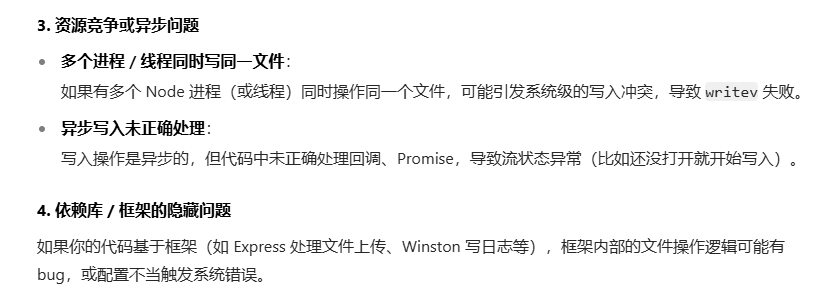 3. 资源竞争或异步问题
多个进程 / 线程同时写同一文件：
如果有多个 Node 进程（或线程）同时操作同一个文件，可能引发系统级的写入冲突，导致 writev 失败。
异步写入未正确处理：
写入操作是异步的，但代码中未正确处理回调、Promise，导致流状态异常（比如还没打开就开始写入）。
4. 依赖库 / 框架的隐藏问题
如果你的代码基于框架（如 Express 处理文件上传、Winston 写日志等），框架内部的文件操作逻辑可能有
bug，或配置不当触发系统错误。